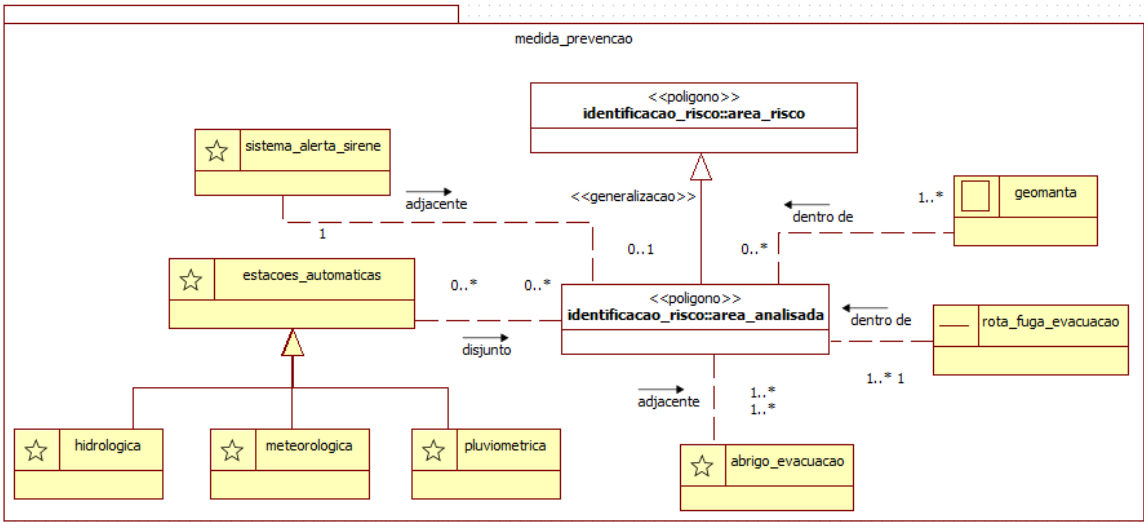 medida_prevencao
<<poligono>>
identificacao_risco::area_risco
sistema_alerta_sirene
<<generalizacao>>
adjacente
1
0..1
geomanta
1..*
dentro de
0..*
estacoes_automaticas
0..*
0..*
disjunto
<<poligono>>
identificacao_risco::area_analisada
dentro de
rota_fuga_evacuacao
1..* 1
adjacente
1..*
1..*
hidrologica
meteorologica
pluviometrica
abrigo_evacuacao